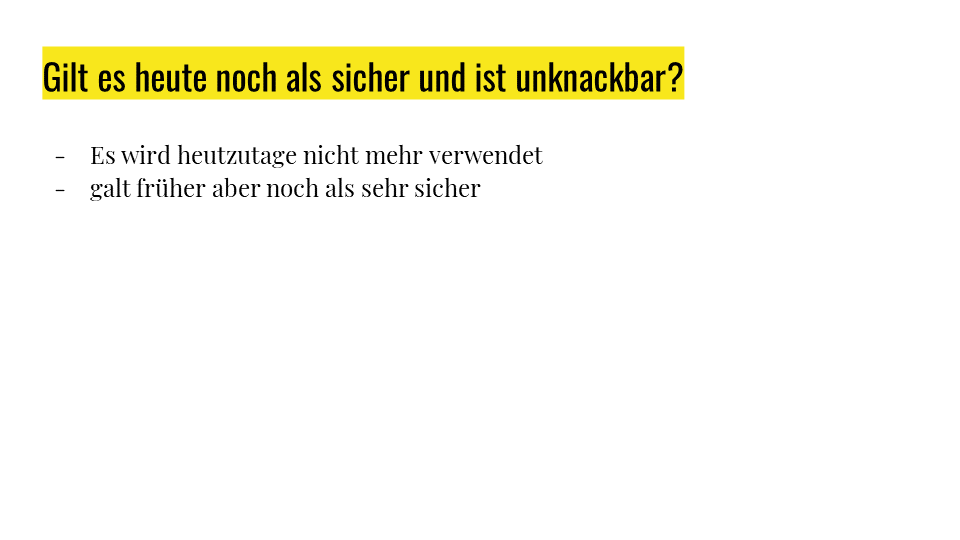 Gilt es heute noch als sicher und ist unknackbar?
- Es wird heutzutage nicht mehr verwendet
- galt früher aber noch als sehr sicher